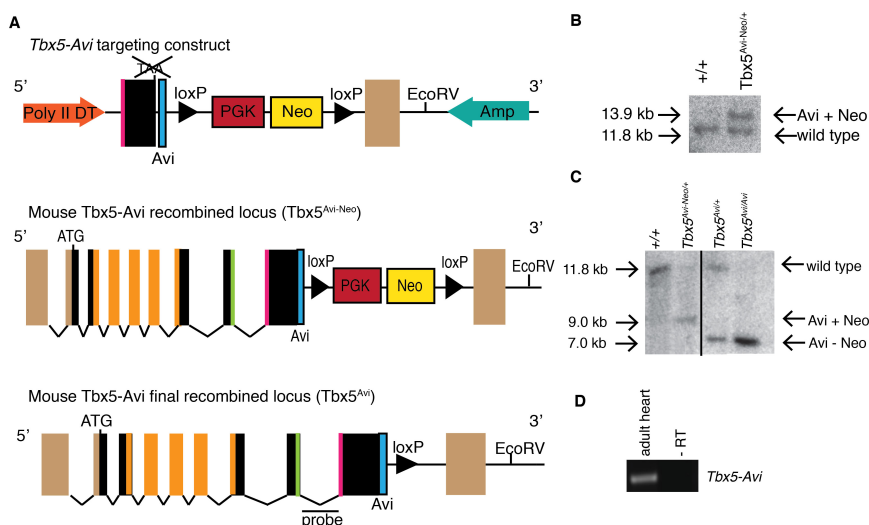 A
Tbx5-Avi targeting construct
TAA
5’
3’
loxP
loxP
EcoRV
Poly II DT
PGK
Neo
Amp
Avi
Mouse Tbx5-Avi recombined locus (Tbx5Avi-Neo)
5’
3’
ATG
loxP
loxP
EcoRV
PGK
Neo
Avi
Mouse Tbx5-Avi final recombined locus (Tbx5Avi)
5’
3’
ATG
loxP
EcoRV
Avi
probe
B
+/+
Tbx5Avi-Neo/+
13.9 kb
Avi + Neo
11.8 kb
wild type
C
+/+
Tbx5Avi-Neo/+
Tbx5Avi/+
Tbx5Avi/Avi
11.8 kb
wild type
9.0 kb
Avi + Neo
7.0 kb
Avi - Neo
D
adult heart
- RT
Tbx5-Avi